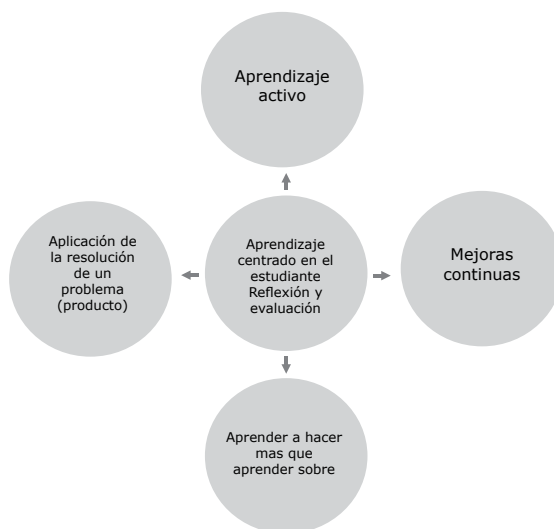 Aprendizaje
activo
Aplicación de
la resolución
de un
problema
(producto)
Aprendizaje
centrado en el
estudiante
Reflexión y
evaluación
Mejoras
continuas
Aprender a hacer
mas que
aprender sobre